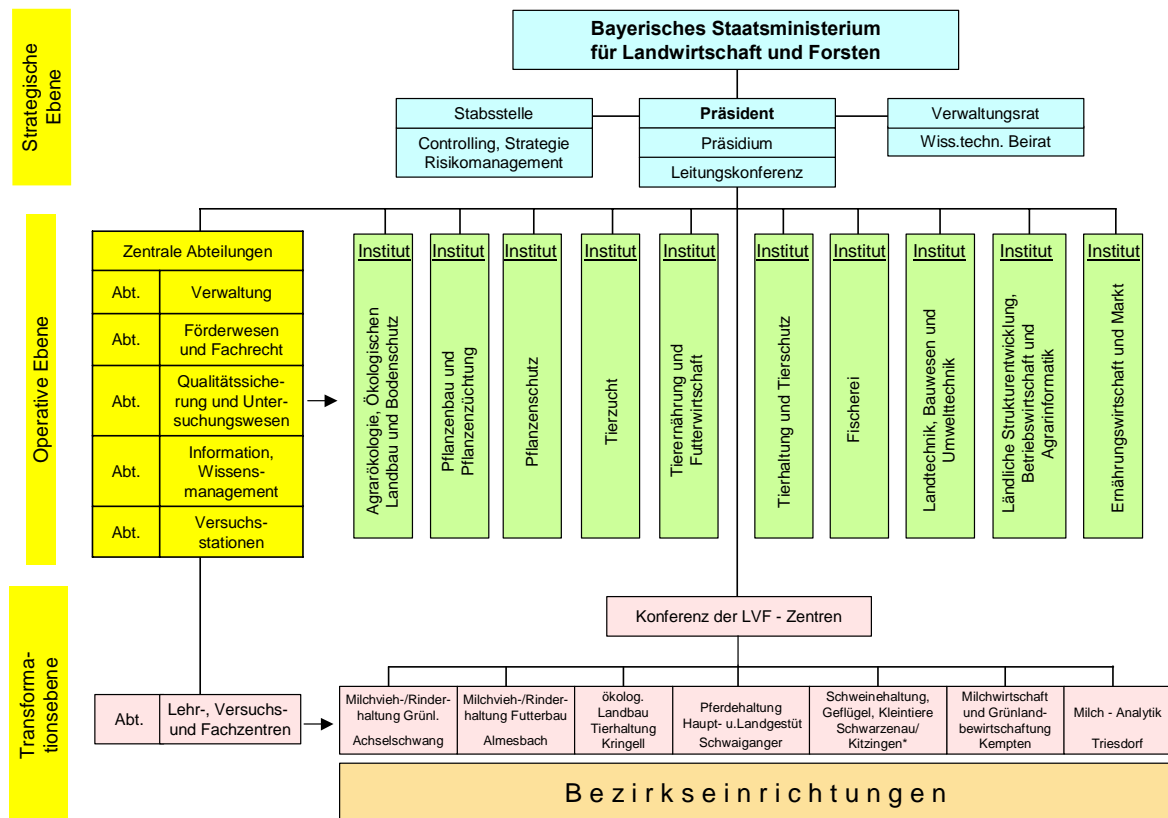 Strategische
Ebene
Bayerisches Staatsministerium
für Landwirtschaft und Forsten
Stabsstelle
Controlling, Strategie
Risikomanagement
Präsident
Präsidium
Leitungskonferenz
Verwaltungsrat
Wiss.techn. Beirat
Operative Ebene
Zentrale Abteilungen
Abt.
Verwaltung
Abt.
Förderwesen
und Fachrecht
Abt.
Qualitätssiche-
rung und Unter-
suchungswesen
Abt.
Information,
Wissens-
management
Abt.
Versuchs-
stationen
Institut
Agrarökologie, Ökologischen
Landbau und Bodenschutz
Institut
Pflanzenbau und
Pflanzenzüchtung
Institut
Pflanzenschutz
Institut
Tierzucht
Institut
Tierernährung und
Futterwirtschaft
Institut
Tierhaltung und Tierschutz
Institut
Fischerei
Institut
Landtechnik, Bauwesen und
Umwelttechnik
Institut
Ländliche Strukturentwicklung,
Betriebswirtschaft und
Agrarinformatik
Institut
Ernährungswirtschaft und Markt
Transforma-
tionsebene
Konferenz der LVF - Zentren
Abt.
Lehr-, Versuchs-
und Fachzentren
Milchvieh-/Rinder-
haltung Grünl.
Achselschwang
Milchvieh-/Rinder-
haltung Futterbau
Almesbach
ökolog.
Landbau
Tierhaltung
Kringell
Pferdehaltung
Haupt- u.Landgestüt
Schwaiganger
Schweinehaltung,
Geflügel, Kleintiere
Schwarzenau/
Kitzingen*
Milchwirtschaft
und Grünland-
bewirtschaftung
Kempten
Milch - Analytik
Triesdorf
Bezirkseinrichtungen